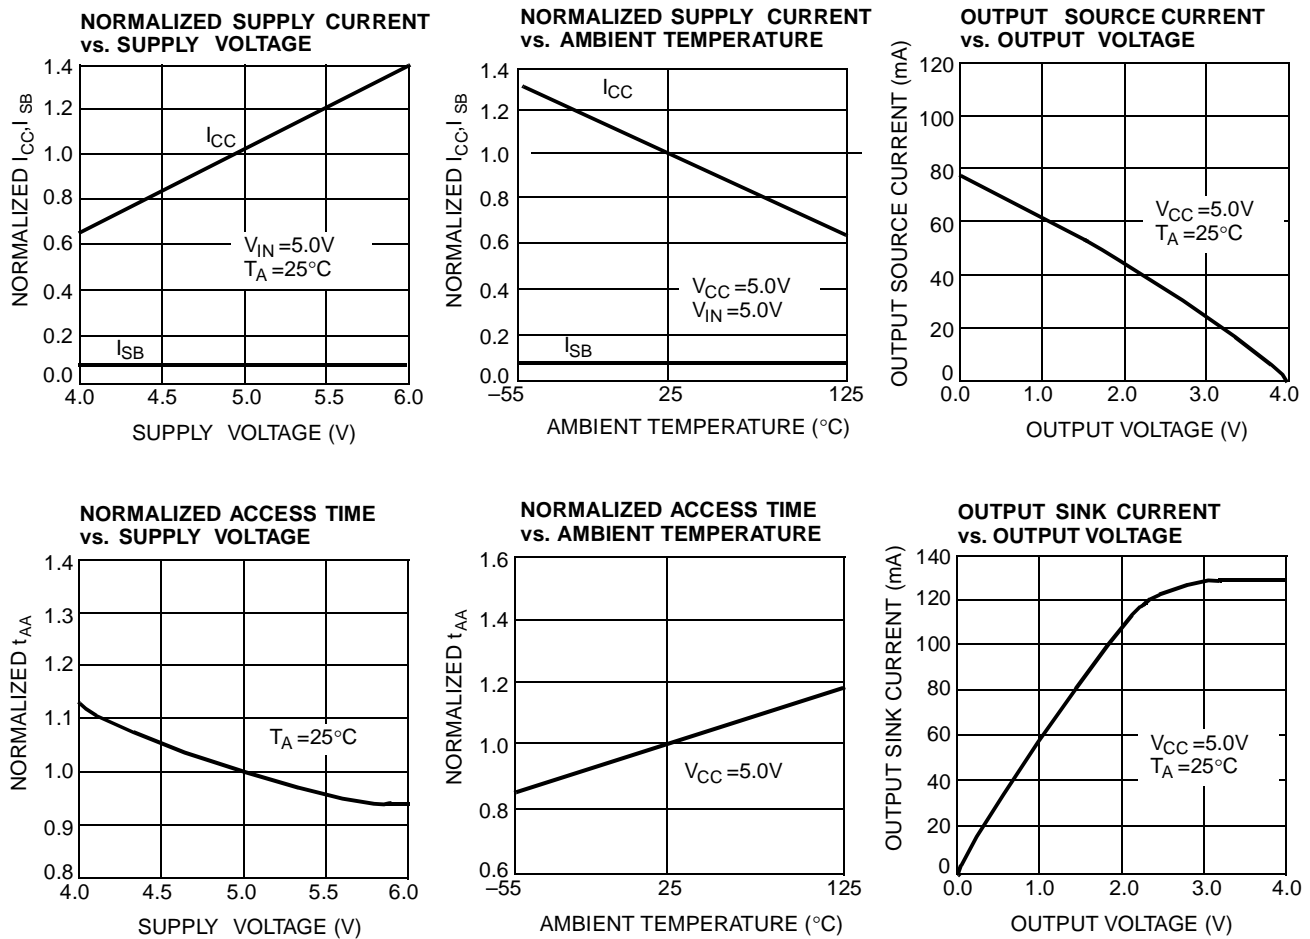 NORMALIZED SUPPLY CURRENT
vs. SUPPLY VOLTAGE
1.4
1.2
1.0
0.8
0.6
0.4
0.2
0.0
NORMALIZED ICC,ISB
ICC
VIN=5.0V
TA=25°C
ISB
4.0 4.5 5.0 5.5 6.0
SUPPLY VOLTAGE (V)
NORMALIZED SUPPLY CURRENT
vs. AMBIENT TEMPERATURE
1.4
1.2
1.0
0.8
0.6
0.4
0.2
0.0
NORMALIZED ICC,ISB
ICC
VCC=5.0V
VIN=5.0V
ISB
–55 25 125
AMBIENT TEMPERATURE (°C)
OUTPUT SOURCE CURRENT
vs. OUTPUT VOLTAGE
120
100
80
60
40
20
0
OUTPUT SOURCE CURRENT (mA)
VCC=5.0V
TA=25°C
0.0 1.0 2.0 3.0 4.0
OUTPUT VOLTAGE (V)
NORMALIZED ACCESS TIME
vs. SUPPLY VOLTAGE
1.4
1.3
1.2
1.1
1.0
0.9
0.8
NORMALIZED tAA
TA=25°C
4.0 4.5 5.0 5.5 6.0
SUPPLY VOLTAGE (V)
NORMALIZED ACCESS TIME
vs. AMBIENT TEMPERATURE
1.6
1.4
1.2
1.0
0.8
0.6
NORMALIZED tAA
VCC=5.0V
–55 25 125
AMBIENT TEMPERATURE (°C)
OUTPUT SINK CURRENT
vs. OUTPUT VOLTAGE
140
120
100
80
60
40
20
0
OUTPUT SINK CURRENT (mA)
VCC=5.0V
TA=25°C
0.0 1.0 2.0 3.0 4.0
OUTPUT VOLTAGE (V)